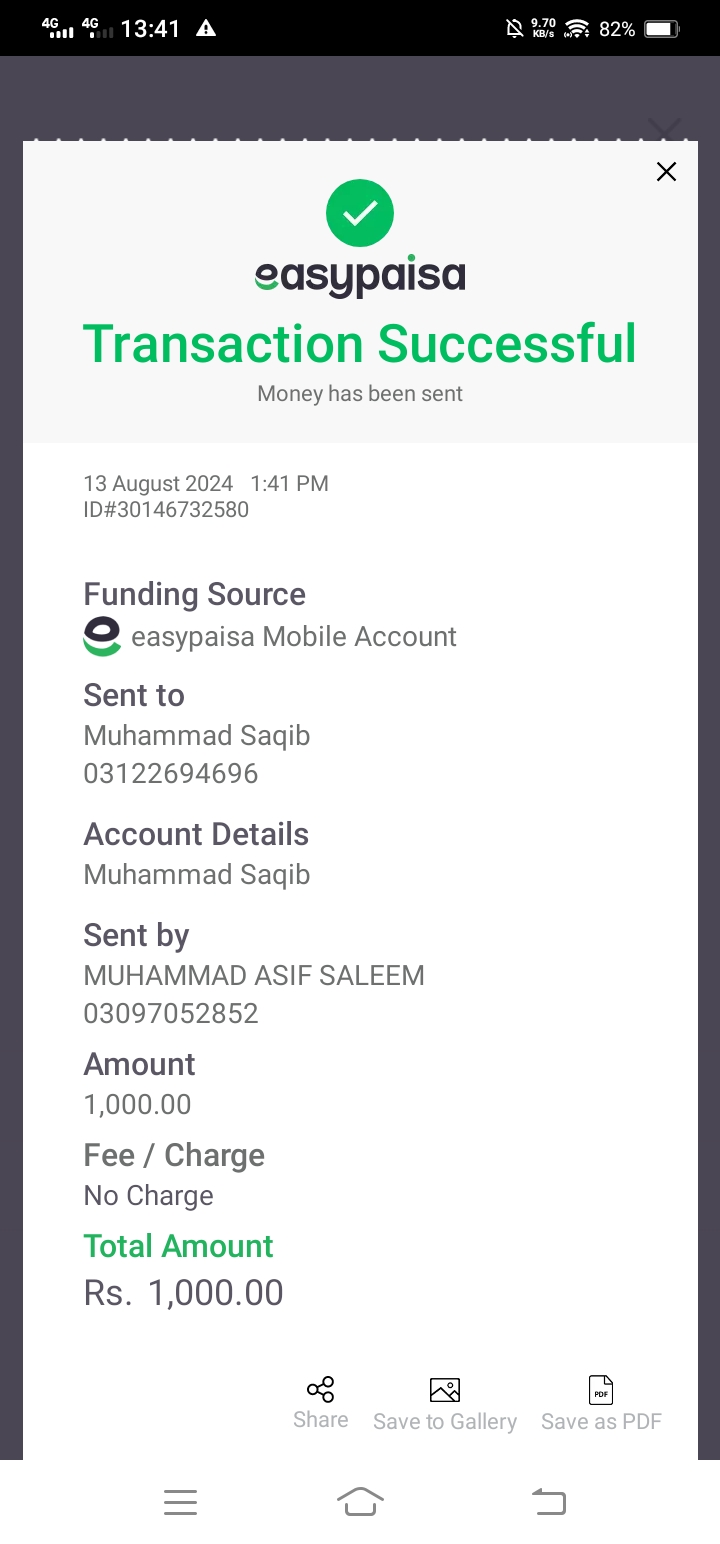 4G 4G 13:41 9.70 KB/s 82%
easypaisa
Transaction Successful
Money has been sent
13 August 2024 1:41 PM
ID#30146732580
Funding Source
easypaisa Mobile Account
Sent to
Muhammad Saqib
03122694696
Account Details
Muhammad Saqib
Sent by
MUHAMMAD ASIF SALEEM
03097052852
Amount
1,000.00
Fee / Charge
No Charge
Total Amount
Rs. 1,000.00
PDF
Share Save to Gallery Save as PDF